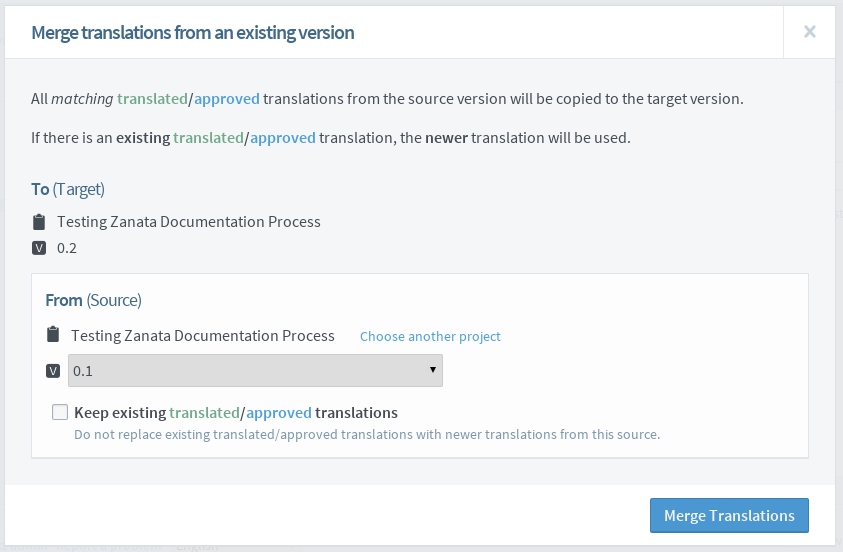 Merge translations from an existing version
×
All matching translated/approved translations from the source version will be copied to the target version.
If there is an existing translated/approved translation, the newer translation will be used.
To (Target)
Testing Zanata Documentation Process
V 0.2
From (Source)
Testing Zanata Documentation Process Choose another project
V 0.1
Keep existing translated/approved translations
Do not replace existing translated/approved translations with newer translations from this source.
Merge Translations